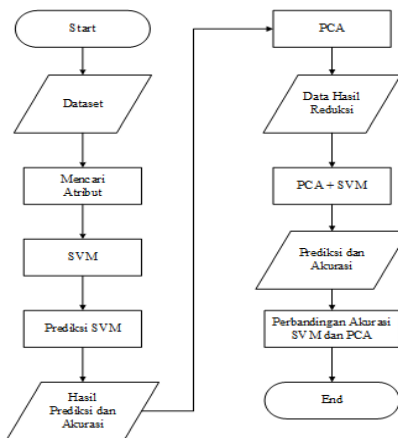 Start
Dataset
Mencari
Atribut
SVM
Prediksi SVM
Hasil
Prediksi dan
Akurasi
PCA
Data Hasil
Reduksi
PCA + SVM
Prediksi dan
Akurasi
Perbandingan Akurasi
SVM dan PCA
End